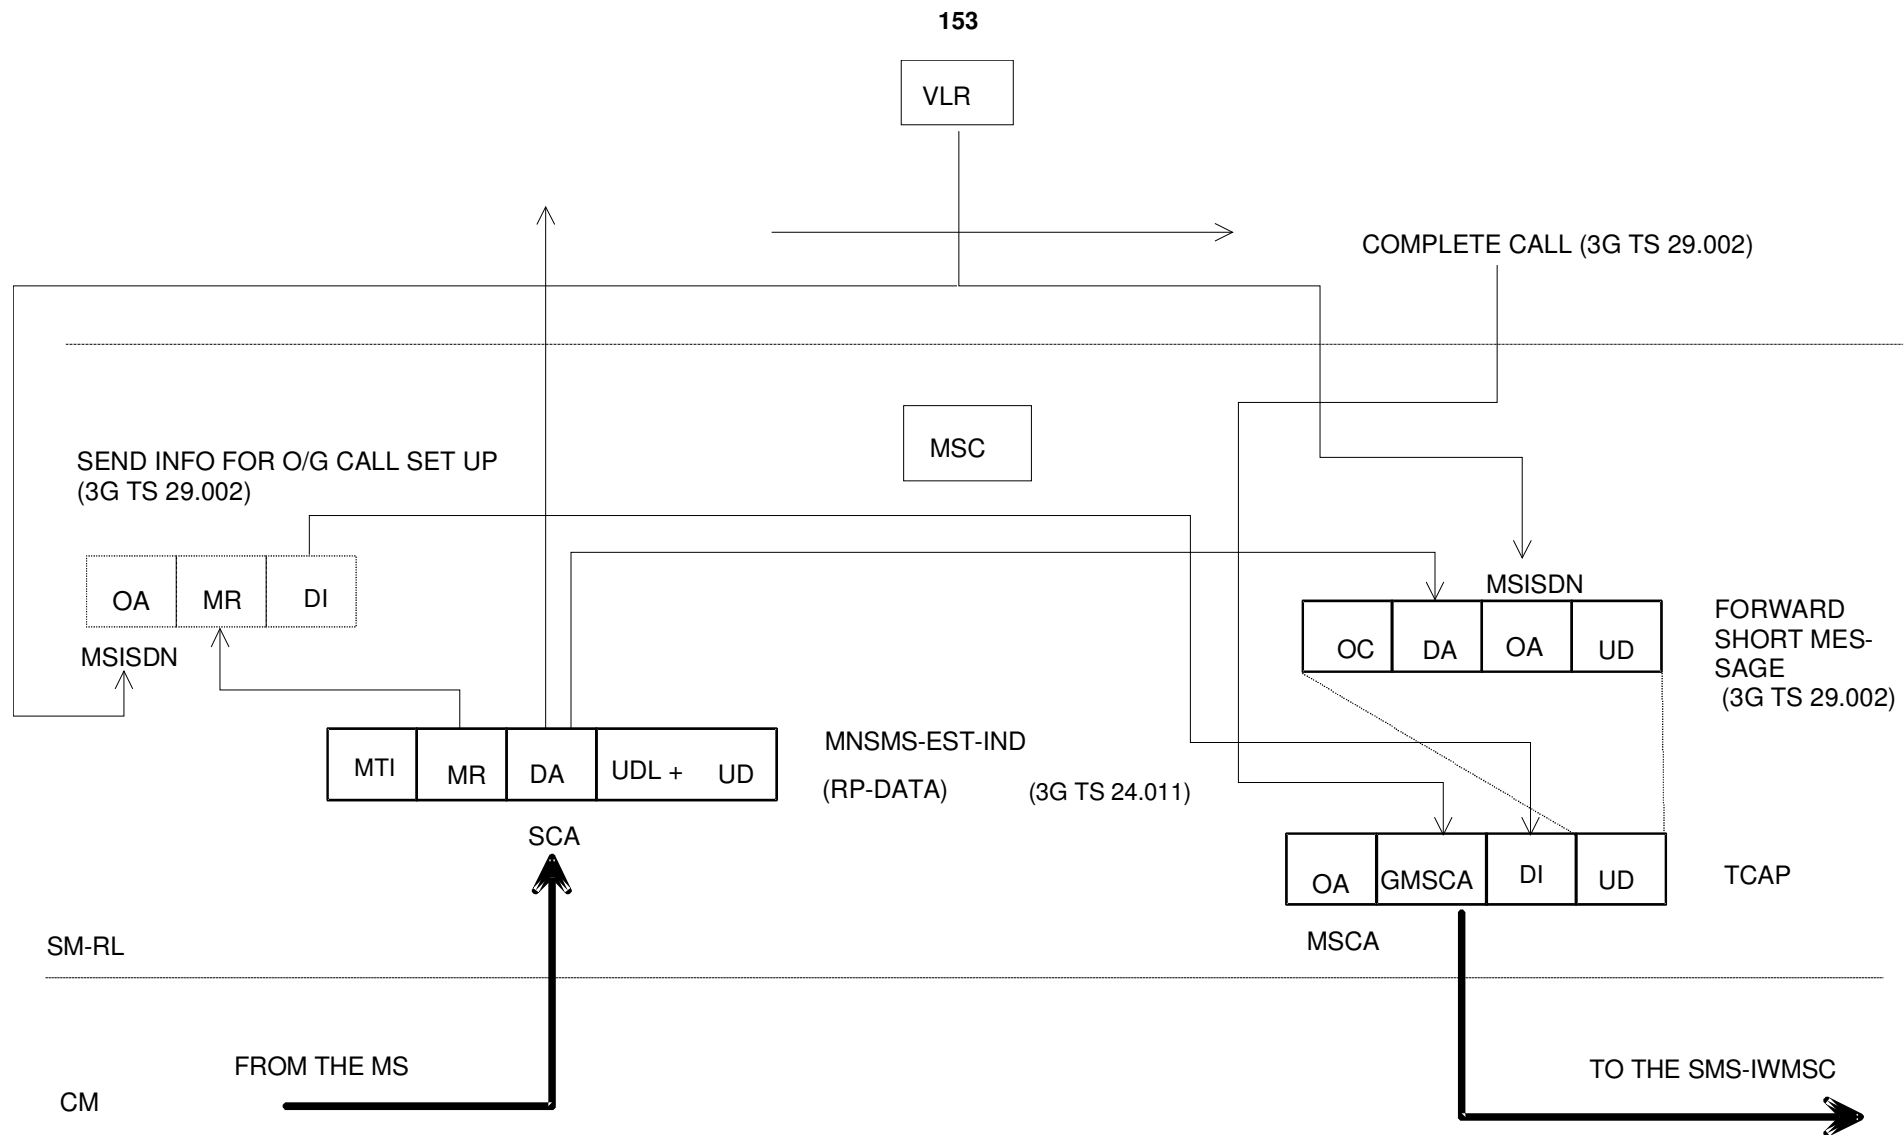 153
VLR
COMPLETE CALL (3G TS 29.002)
MSC
SEND INFO FOR O/G CALL SET UP
(3G TS 29.002)
OA MR DI
MSISDN
MSISDN
OC DA OA UD
FORWARD
SHORT MES-
SAGE
(3G TS 29.002)
MTI MR DA UDL + UD
MNSMS-EST-IND
(RP-DATA) (3G TS 24.011)
SCA
OA GMSCA DI UD
TCAP
MSCA
SM-RL
FROM THE MS
TO THE SMS-IWMSC
CM